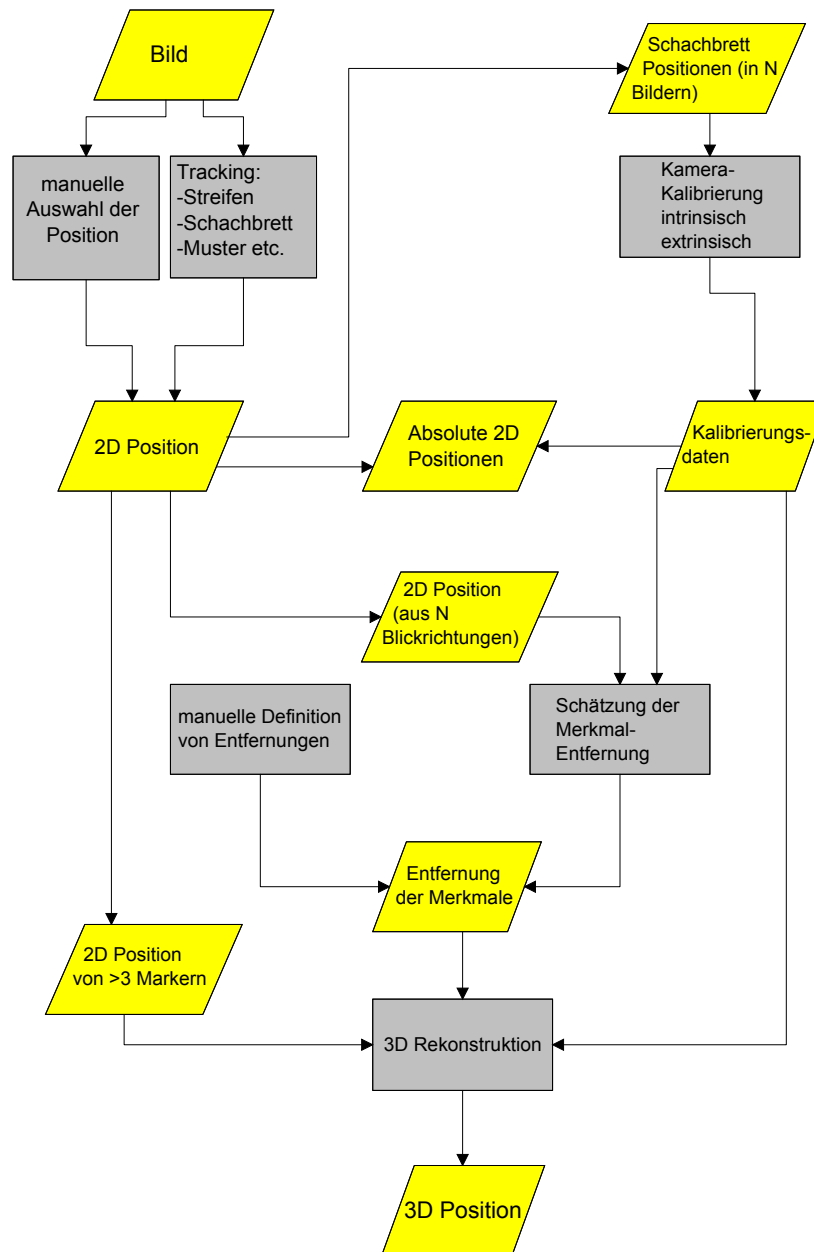 Bild
Schachbrett
Positionen (in N
Bildern)
manuelle
Auswahl der
Position
Tracking:
-Streifen
-Schachbrett
-Muster etc.
Kamera-
Kalibrierung
intrinsisch
extrinsisch
2D Position
Absolute 2D
Positionen
Kalibrierungs-
daten
2D Position
(aus N
Blickrichtungen)
manuelle Definition
von Entfernungen
Schätzung der
Merkmal-
Entfernung
Entfernung
der Merkmale
2D Position
von >3 Markern
3D Rekonstruktion
3D Position